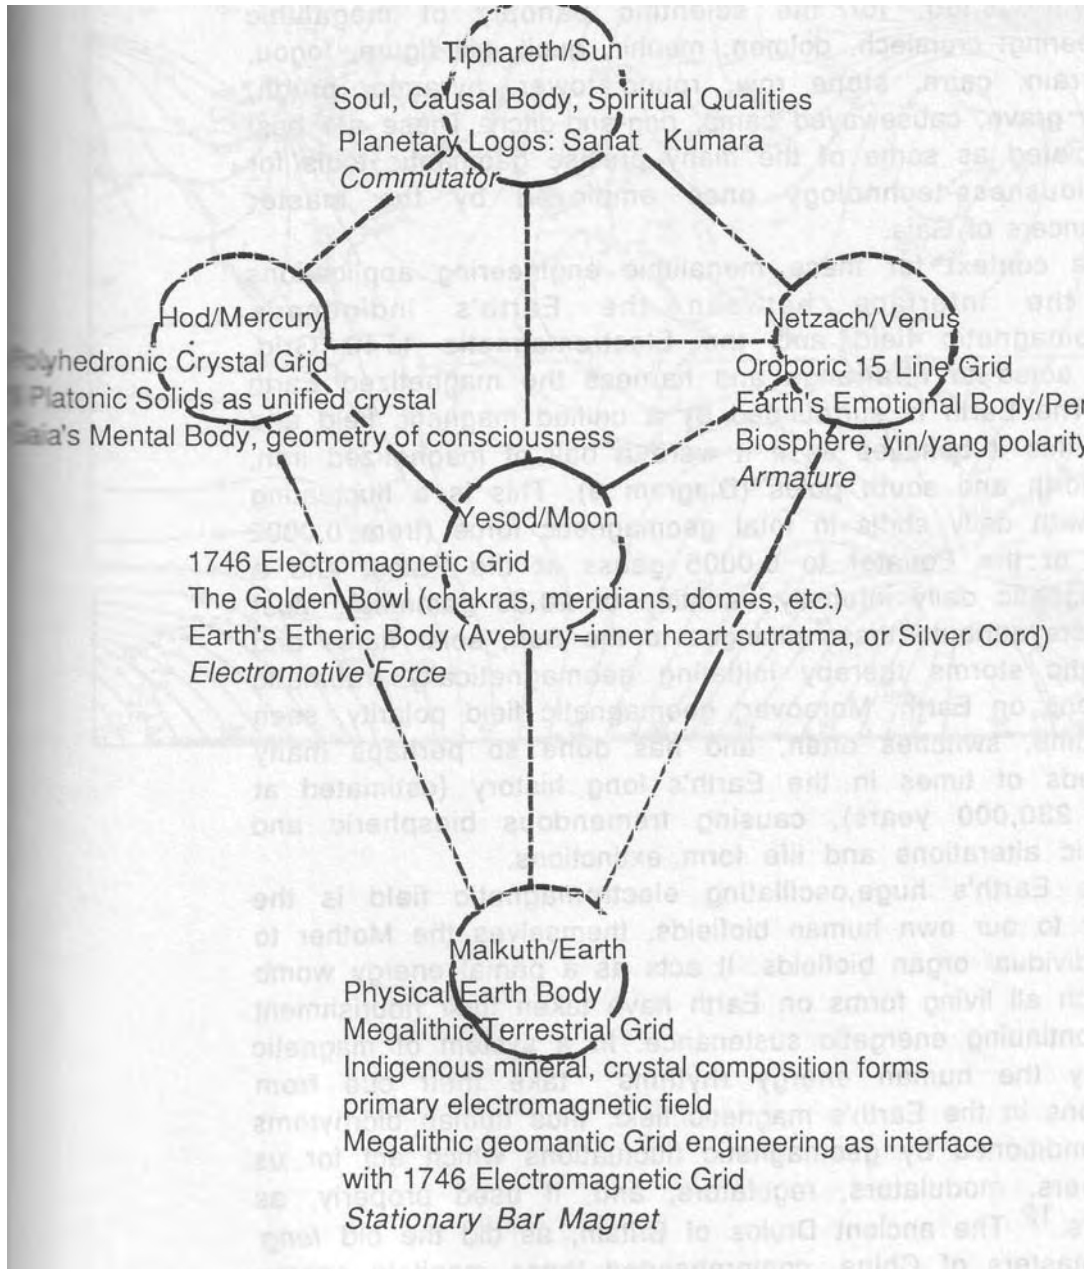 Tiphareth/Sun
Soul, Causal Body, Spiritual Qualities
Planetary Logos: Sanat Kumara
Commutator
Hod/Mercury
Polyhedronic Crystal Grid
5 Platonic Solids as unified crystal
Gaia's Mental Body, geometry of consciousness
Netzach/Venus
Oroboric 15-Line Grid
Earth's Emotional Body/Per
Biosphere, yin/yang polarity
Armature
Yesod/Moon
1746 Electromagnetic Grid
The Golden Bowl (chakras, meridians, domes, etc.)
Earth's Etheric Body (Avebury=inner heart sutratma, or Silver Cord)
Electromotive Force
Malkuth/Earth
Physical Earth Body
Megalithic Terrestrial Grid
Indigenous mineral, crystal composition forms
primary electromagnetic field
Megalithic geomantic Grid engineering as interface
with 1746 Electromagnetic Grid
Stationary Bar Magnet